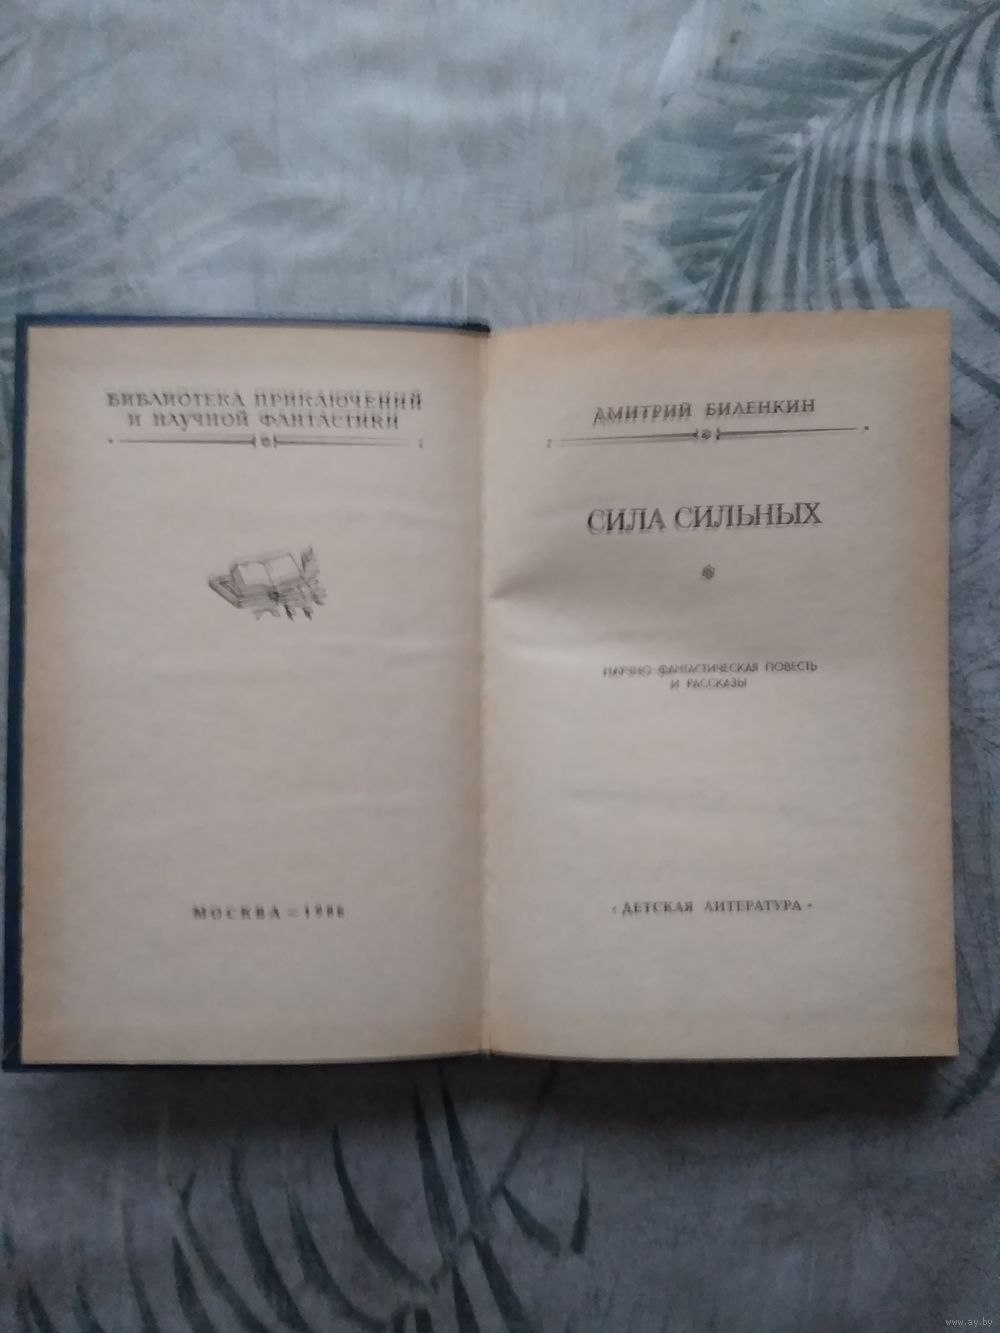 БИБЛИОТЕКА ПРИКЛЮЧЕНИЙ
И НАУЧНОЙ ФАНТАСТИКИ
МОСКВА — 1986
ДМИТРИЙ БИЛЕНКИН
СИЛА СИЛЬНЫХ
НАУЧНО-ФАНТАСТИЧЕСКАЯ ПОВЕСТЬ
И РАССКАЗЫ
«ДЕТСКАЯ ЛИТЕРАТУРА»
www.ay.by